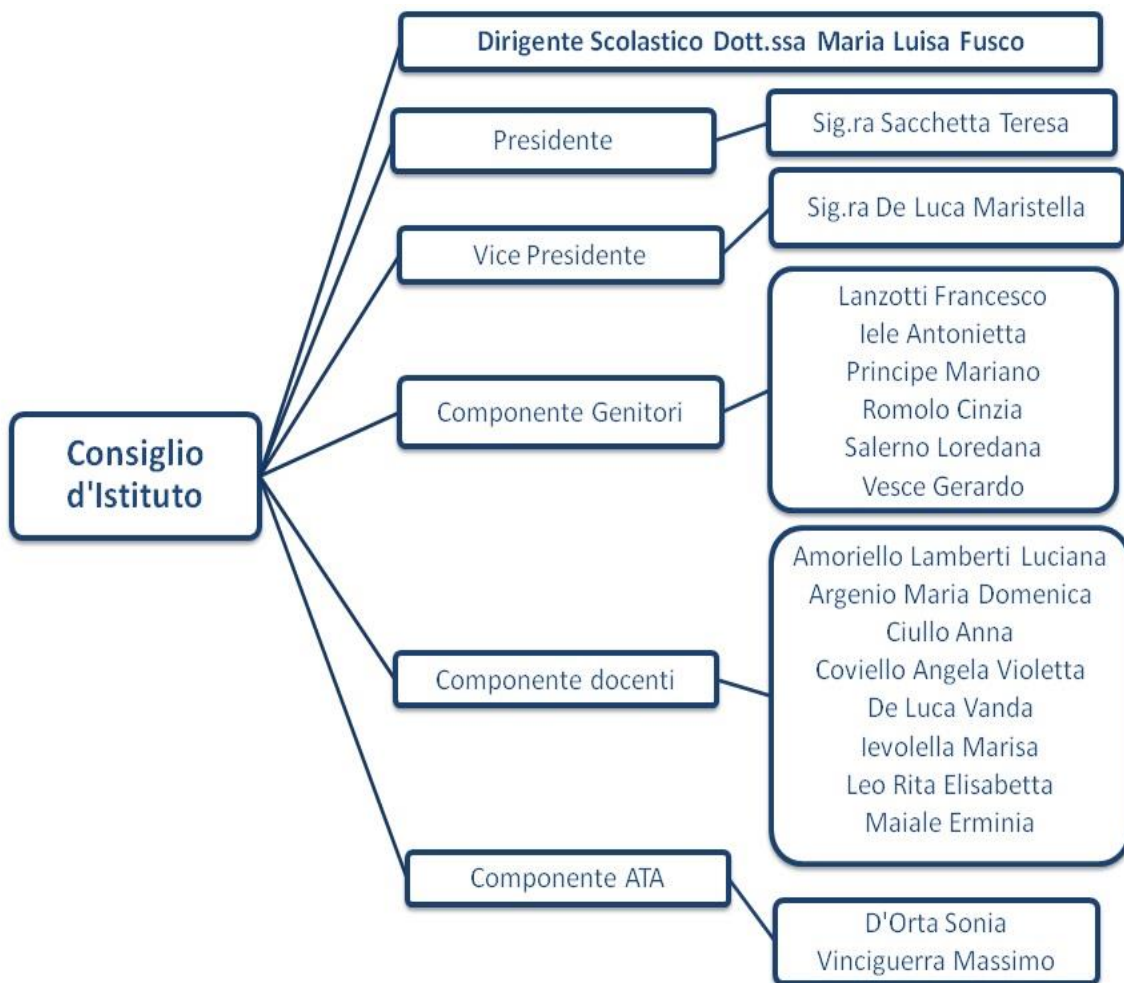 Dirigente Scolastico Dott.ssa Maria Luisa Fusco
Presidente
Sig.ra Sacchetta Teresa
Vice Presidente
Sig.ra De Luca Maristella
Consiglio
d'Istituto
Componente Genitori
Lanzotti Francesco
Iele Antonietta
Principe Mariano
Romolo Cinzia
Salerno Loredana
Vesce Gerardo
Componente docenti
Amoriello Lamberti Luciana
Argenio Maria Domenica
Ciullo Anna
Coviello Angela Violetta
De Luca Vanda
Ievolella Marisa
Leo Rita Elisabetta
Maiale Erminia
Componente ATA
D'Orta Sonia
Vinciguerra Massimo